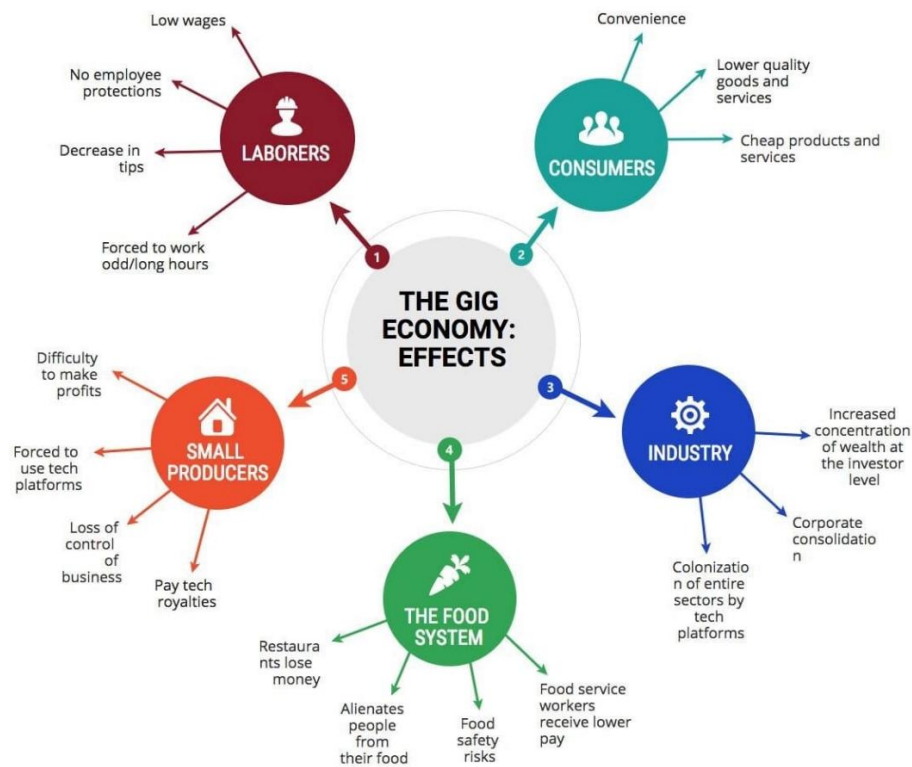 THE GIG
ECONOMY:
EFFECTS
1
LABORERS
Low wages
No employee
protections
Decrease in
tips
Forced to work
odd/long hours
2
CONSUMERS
Convenience
Lower quality
goods and
services
Cheap products and
services
3
INDUSTRY
Increased
concentration
of wealth at
the investor
level
Corporate
consolidatio
n
Colonizatio
n of entire
sectors by
tech
platforms
4
THE FOOD
SYSTEM
Restaura
nts lose
money
Alienates
people
from
their food
Food
safety
risks
Food service
workers
receive lower
pay
5
SMALL
PRODUCERS
Difficulty
to make
profits
Forced to
use tech
platforms
Loss of
control
of
business
Pay tech
royalties